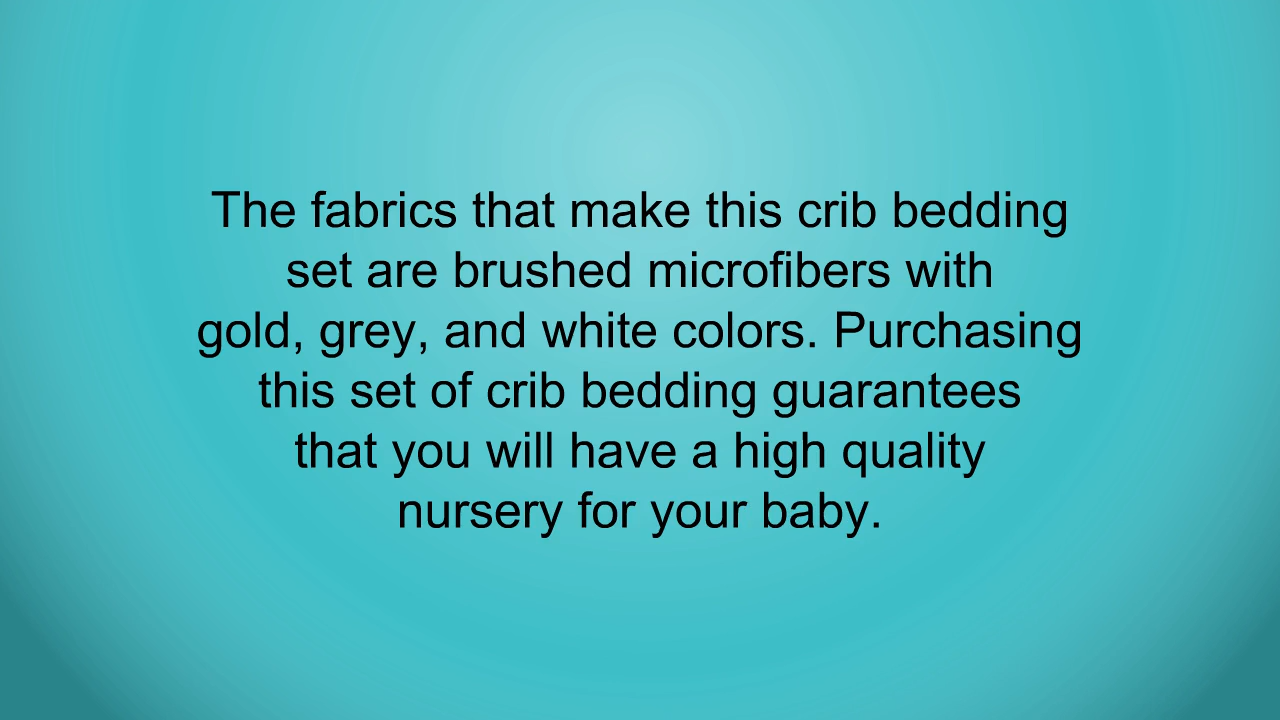 The fabrics that make this crib bedding
set are brushed microfibers with
gold, grey, and white colors. Purchasing
this set of crib bedding guarantees
that you will have a high quality
nursery for your baby.